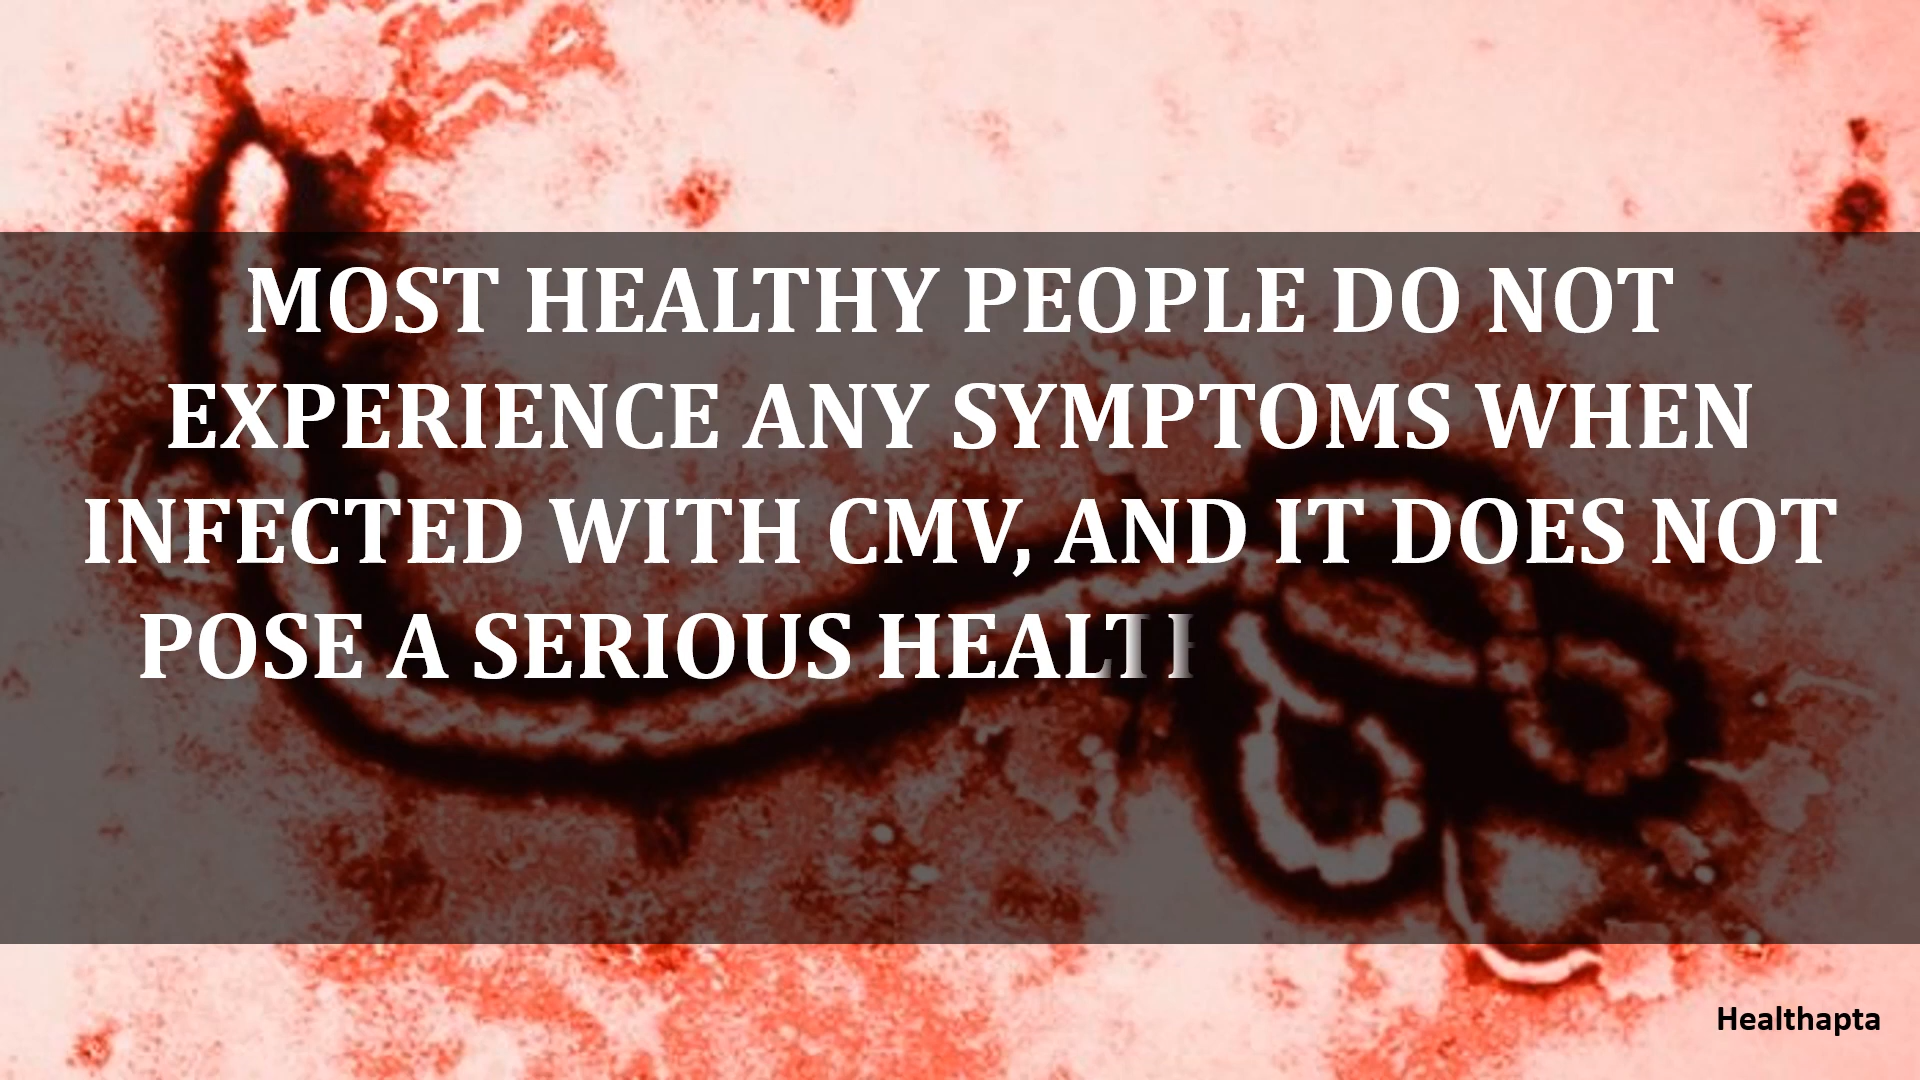 MOST HEALTHY PEOPLE DO NOT
EXPERIENCE ANY SYMPTOMS WHEN
INFECTED WITH CMV, AND IT DOES NOT
POSE A SERIOUS HEALTH
Healthapta